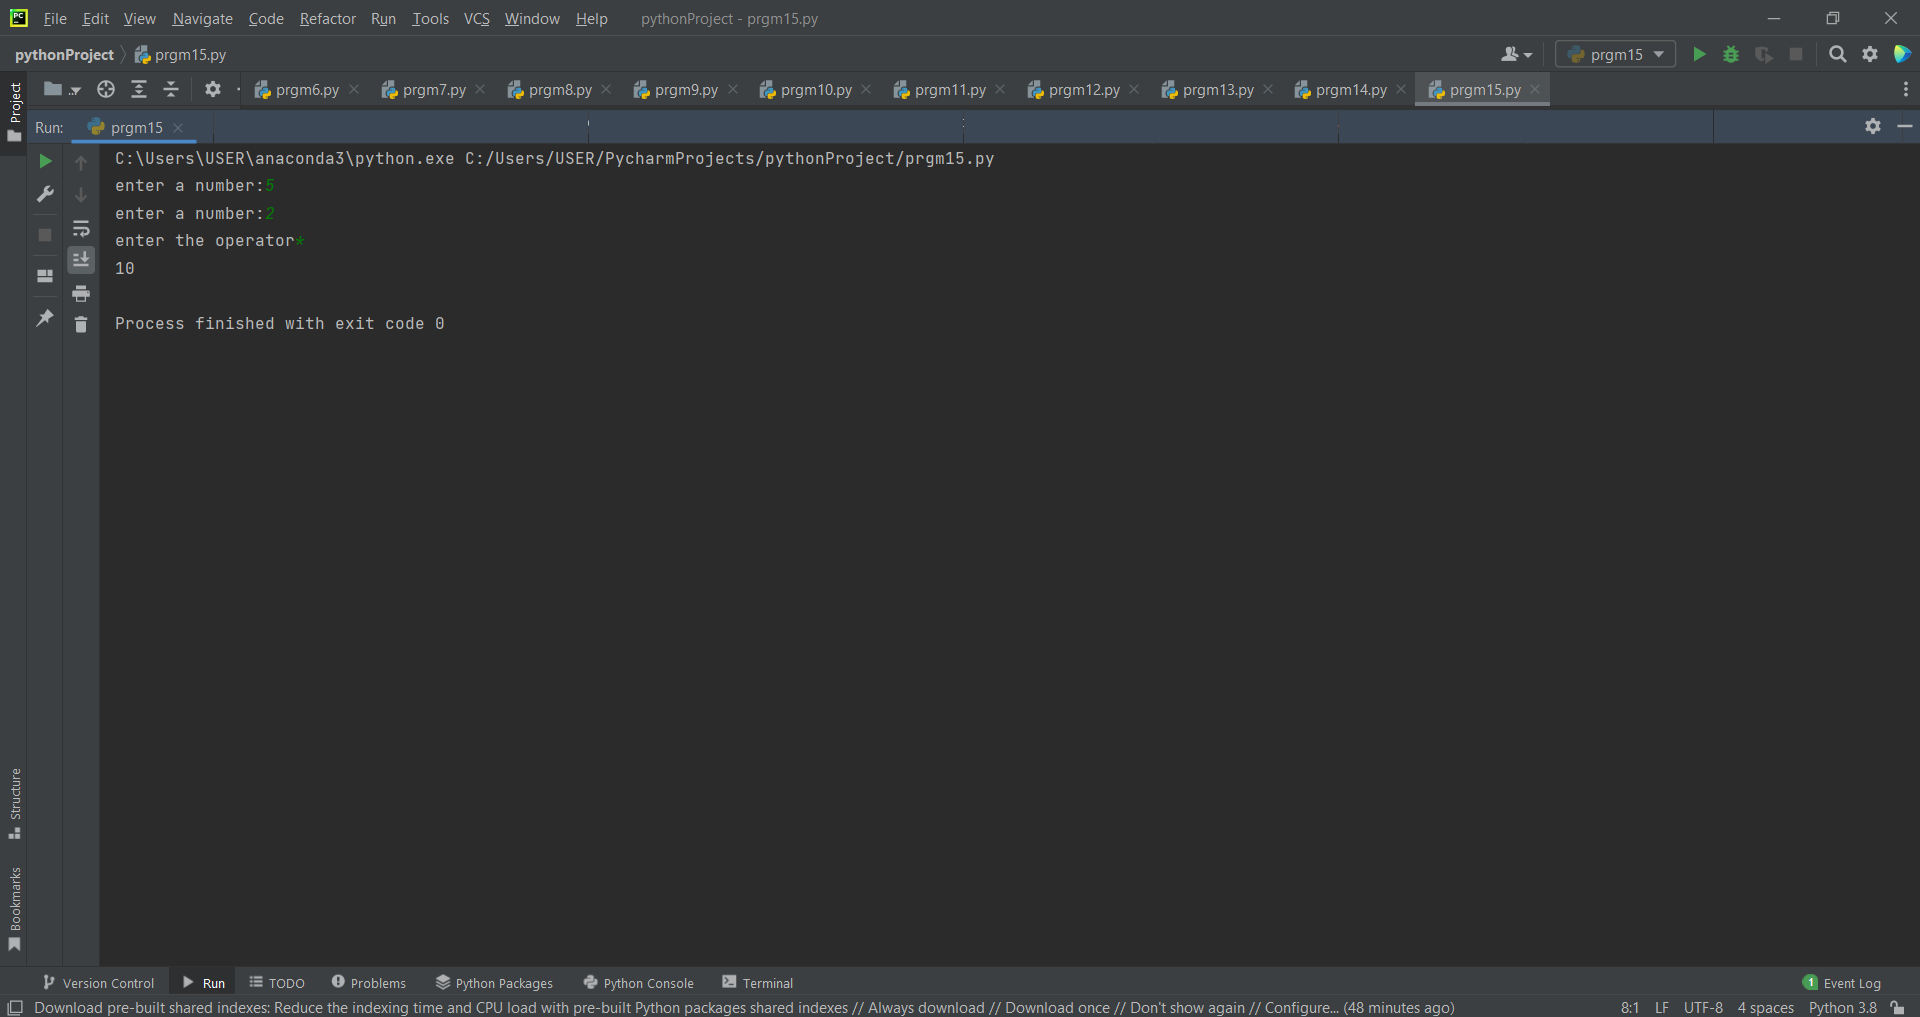 PC File Edit View Navigate Code Refactor Run Tools VCS Window Help pythonProject - prgm15.py
pythonProject prgm15.py prgm15
Project prgm6.py prgm7.py prgm8.py prgm9.py prgm10.py prgm11.py prgm12.py prgm13.py prgm14.py prgm15.py
Run: prgm15
C:\Users\USER\anaconda3\python.exe C:/Users/USER/PycharmProjects/pythonProject/prgm15.py
enter a number:5
enter a number:2
enter the operator*
10
Process finished with exit code 0
Structure
Bookmarks
Version Control Run TODO Problems Python Packages Python Console Terminal 1 Event Log
Download pre-built shared indexes: Reduce the indexing time and CPU load with pre-built Python packages shared indexes // Always download // Download once // Don't show again // Configure... (48 minutes ago) 8:1 LF UTF-8 4 spaces Python 3.8